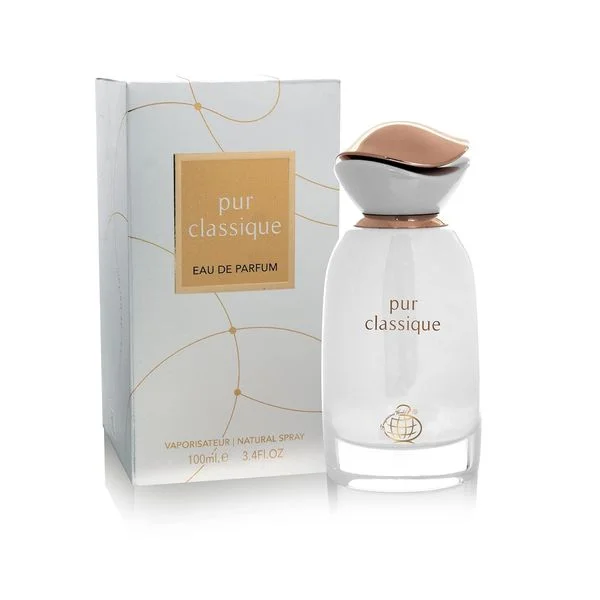 pur
classique
EAU DE PARFUM
VAPORISATEUR | NATURAL SPRAY
100ml.e 3.4FL.OZ
pur
classique
®